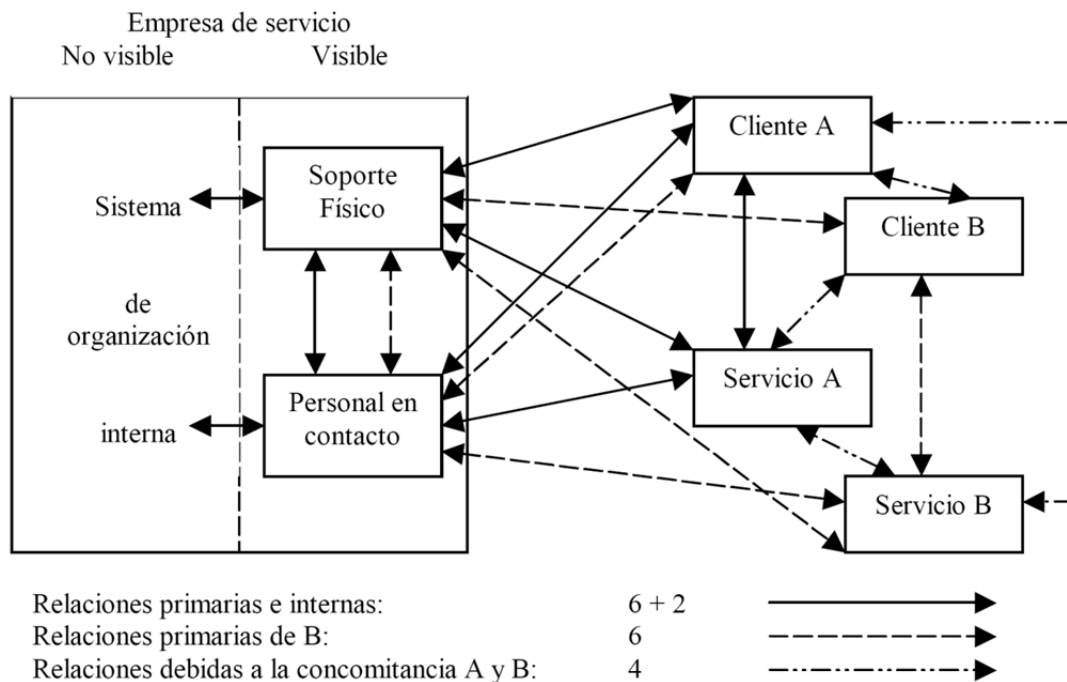 Empresa de servicio
No visible
Visible
Cliente A
Soporte
Físico
Sistema
Cliente B
de
organización
Servicio A
Personal en
contacto
interna
Servicio B
Relaciones primarias e internas: 6 + 2
Relaciones primarias de B: 6
Relaciones debidas a la concomitancia A y B: 4